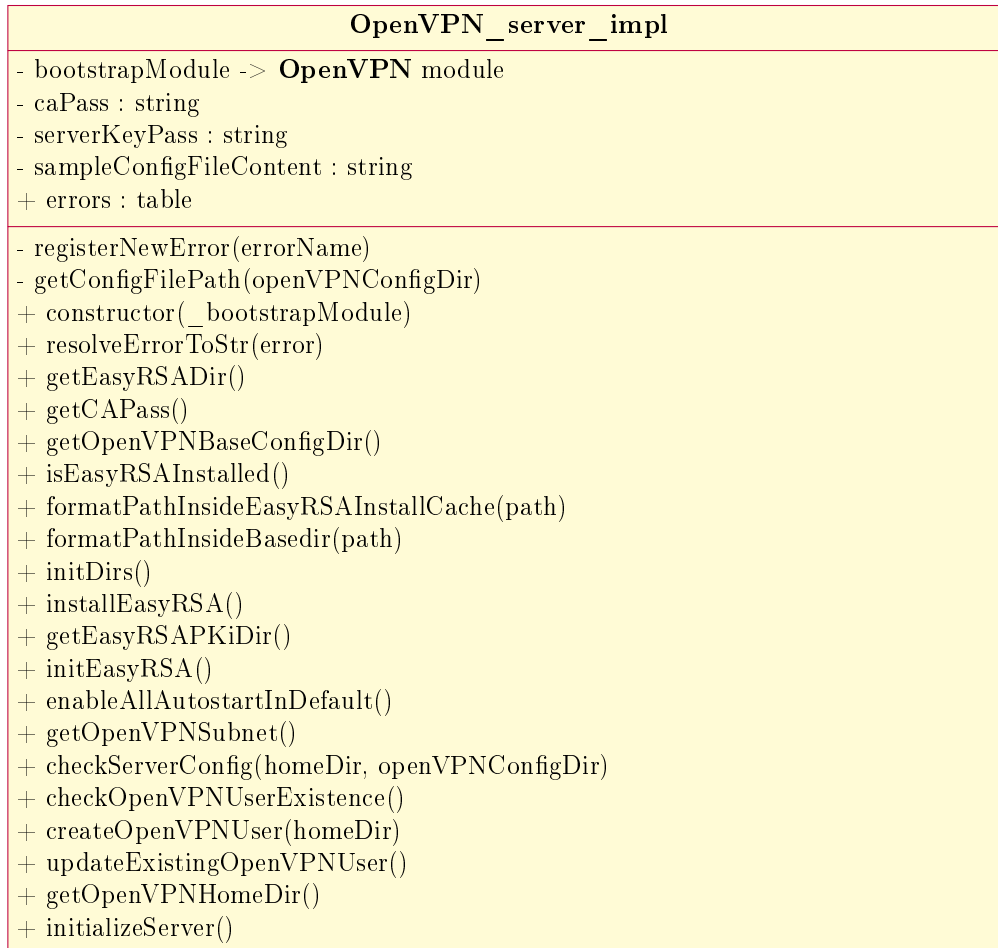 OpenVPN_server_impl
- bootstrapModule -> OpenVPN module
- caPass : string
- serverKeyPass : string
- sampleConfigFileContent : string
+ errors : table
- registerNewError(errorName)
- getConfigFilePath(openVPNConfigDir)
+ constructor(_bootstrapModule)
+ resolveErrorToStr(error)
+ getEasyRSADir()
+ getCAPass()
+ getOpenVPNBaseConfigDir()
+ isEasyRSAInstalled()
+ formatPathInsideEasyRSAInstallCache(path)
+ formatPathInsideBasedir(path)
+ initDirs()
+ installEasyRSA()
+ getEasyRSAPKiDir()
+ initEasyRSA()
+ enableAllAutostartInDefault()
+ getOpenVPNSubnet()
+ checkServerConfig(homeDir, openVPNConfigDir)
+ checkOpenVPNUserExistence()
+ createOpenVPNUser(homeDir)
+ updateExistingOpenVPNUser()
+ getOpenVPNHomeDir()
+ initializeServer()